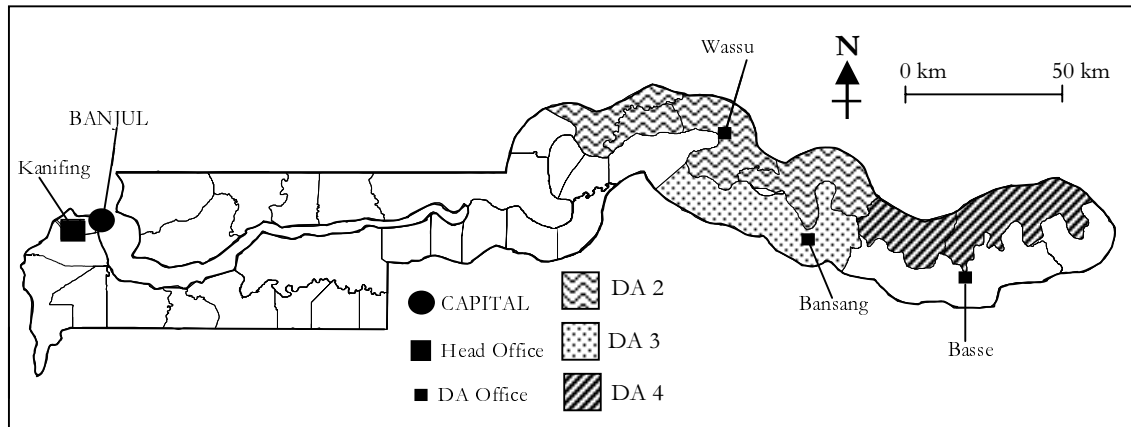 Wassu
N
0 km 50 km
BANJUL
Kanifing
CAPITAL
Head Office
DA Office
DA 2
DA 3
DA 4
Bansang
Basse